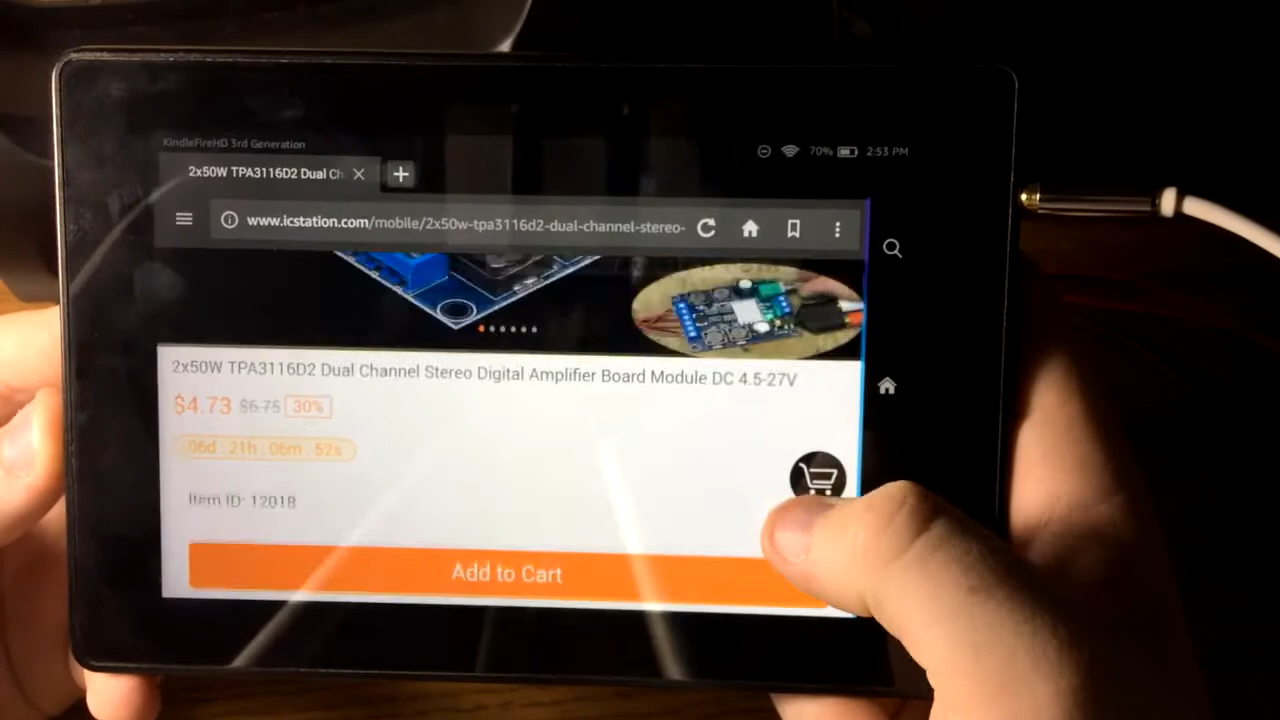 KindleFireHD 3rd Generation
70% 2:53 PM
2x50W TPA3116D2 Dual Ch
www.icstation.com/mobile/2x50w-tpa3116d2-dual-channel-stereo-
2x50W TPA3116D2 Dual Channel Stereo Digital Amplifier Board Module DC 4.5-27V
$4.73 $6.75 30%
06d : 21h : 06m : 52s
Item ID: 12018
Add to Cart